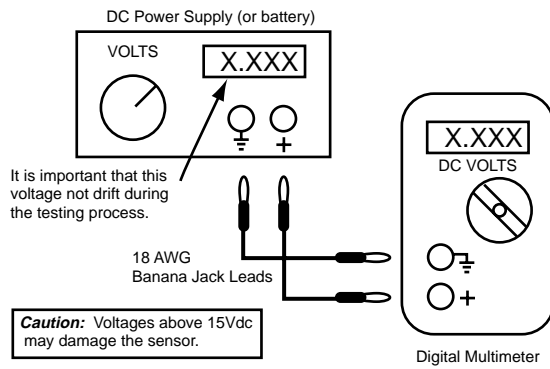 DC Power Supply (or battery)
VOLTS
X.XXX
+
It is important that this
voltage not drift during
the testing process.
18 AWG
Banana Jack Leads
Caution: Voltages above 15Vdc
may damage the sensor.
X.XXX
DC VOLTS
+
Digital Multimeter